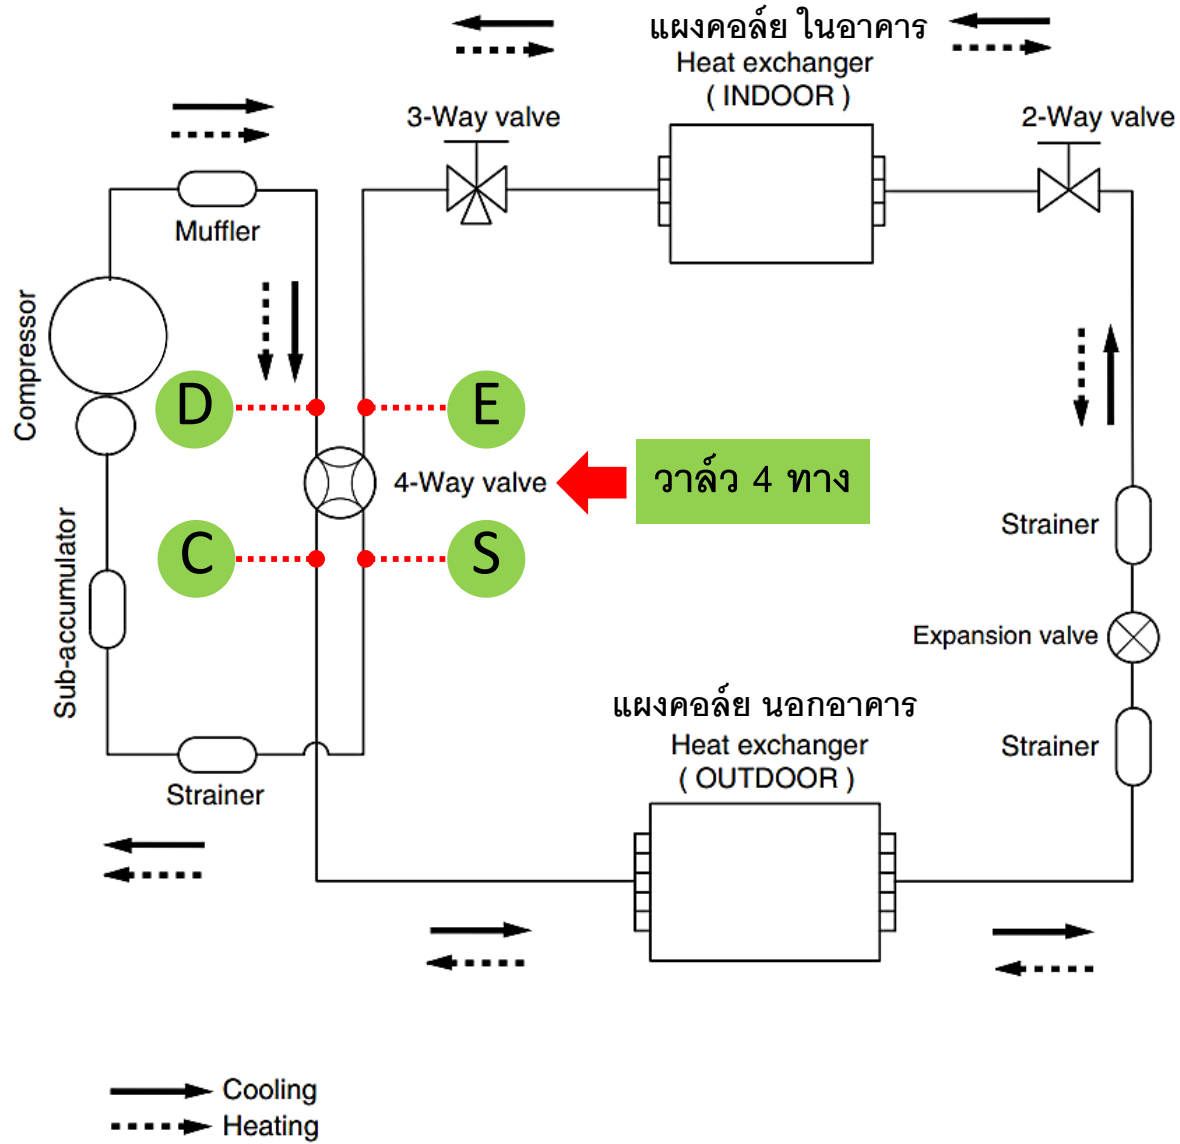 แผงคอล์ย ในอาคาร
Heat exchanger
( INDOOR )
3-Way valve
2-Way valve
Muffler
Compressor
D
E
4-Way valve
วาล์ว 4 ทาง
C
S
Strainer
Sub-accumulator
Expansion valve
แผงคอล์ย นอกอาคาร
Heat exchanger
( OUTDOOR )
Strainer
Strainer
Cooling
Heating